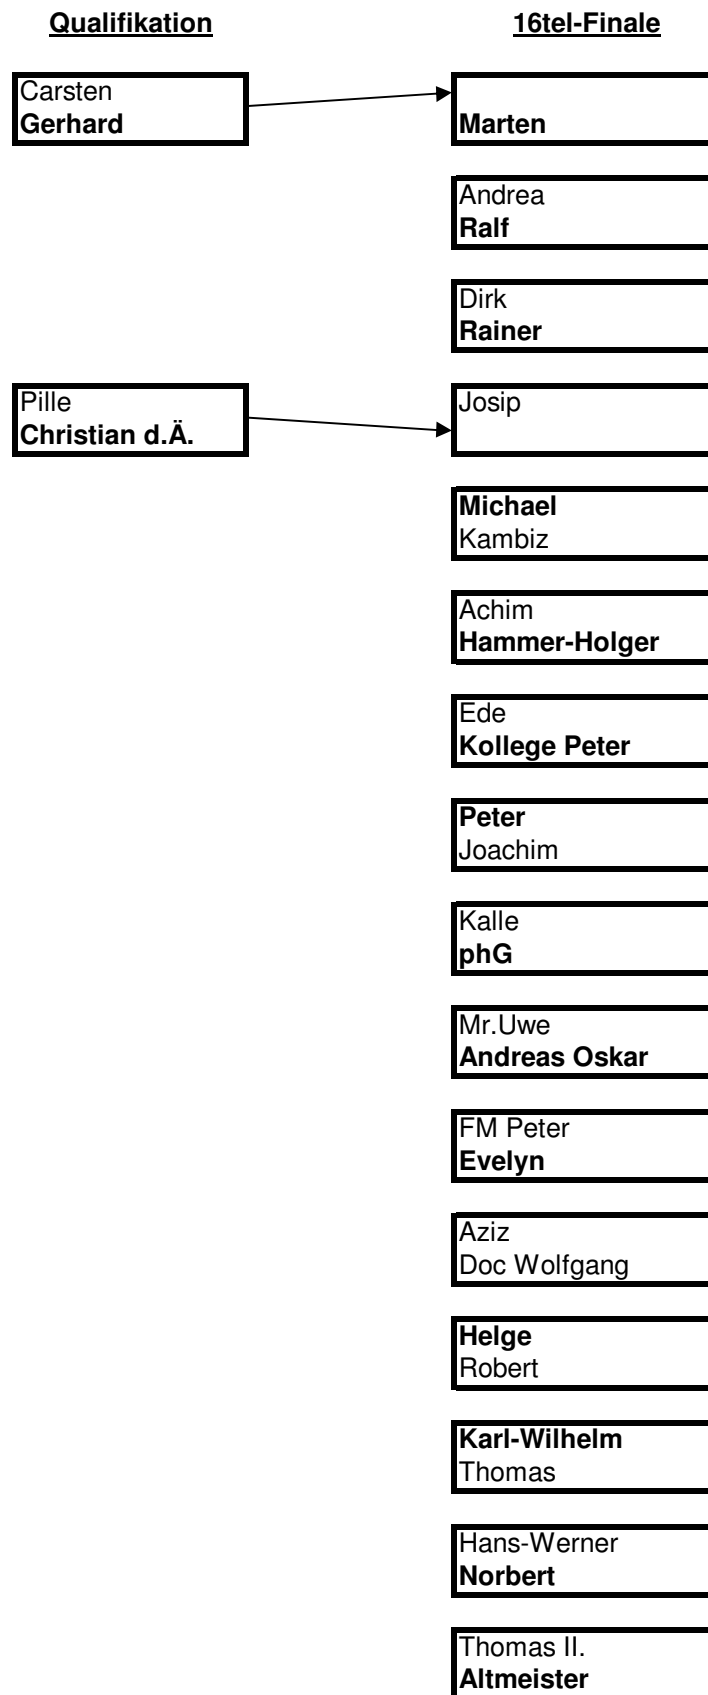 Qualifikation
16tel-Finale
Carsten
Gerhard
Marten
Andrea
Ralf
Dirk
Rainer
Pille
Christian d.Ä.
Josip
Michael
Kambiz
Achim
Hammer-Holger
Ede
Kollege Peter
Peter
Joachim
Kalle
phG
Mr.Uwe
Andreas Oskar
FM Peter
Evelyn
Aziz
Doc Wolfgang
Helge
Robert
Karl-Wilhelm
Thomas
Hans-Werner
Norbert
Thomas II.
Altmeister